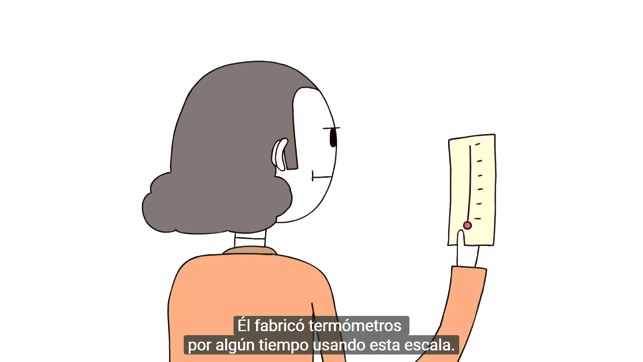 Él fabricó termómetros
por algún tiempo usando esta escala.